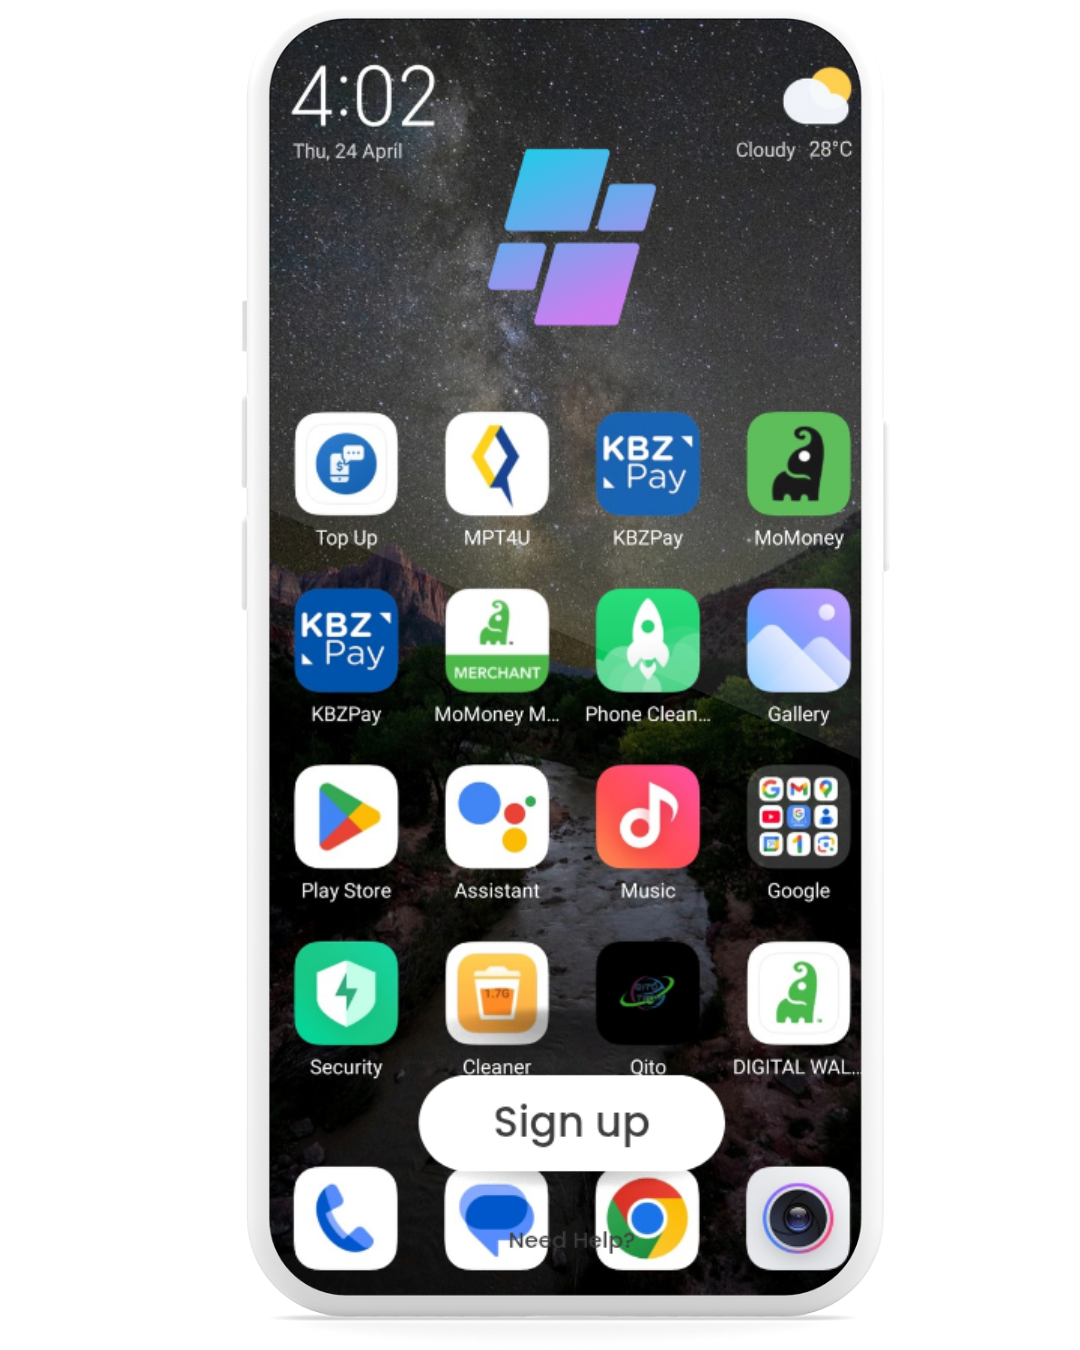 4:02
Thu, 24 April
Cloudy 28°C
KBZ
Pay
Top Up
MPT4U
KBZPay
MoMoney
KBZ
Pay
MERCHANT
KBZPay
MoMoney M...
Phone Clean...
Gallery
Play Store
Assistant
Music
Google
1.7G
Security
Cleaner
Qito
DIGITAL WAL...
Sign up
Need Help?